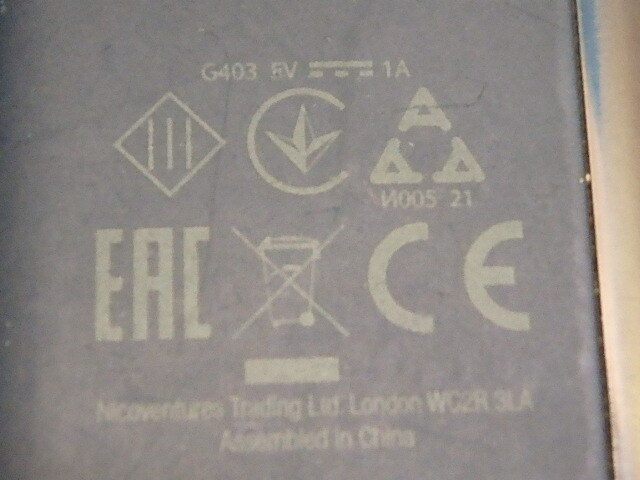 G403 5V ⎓ 1A
И005 21
EAC CE
Nicoventures Trading Ltd. London WC2R 3LA
Assembled in China